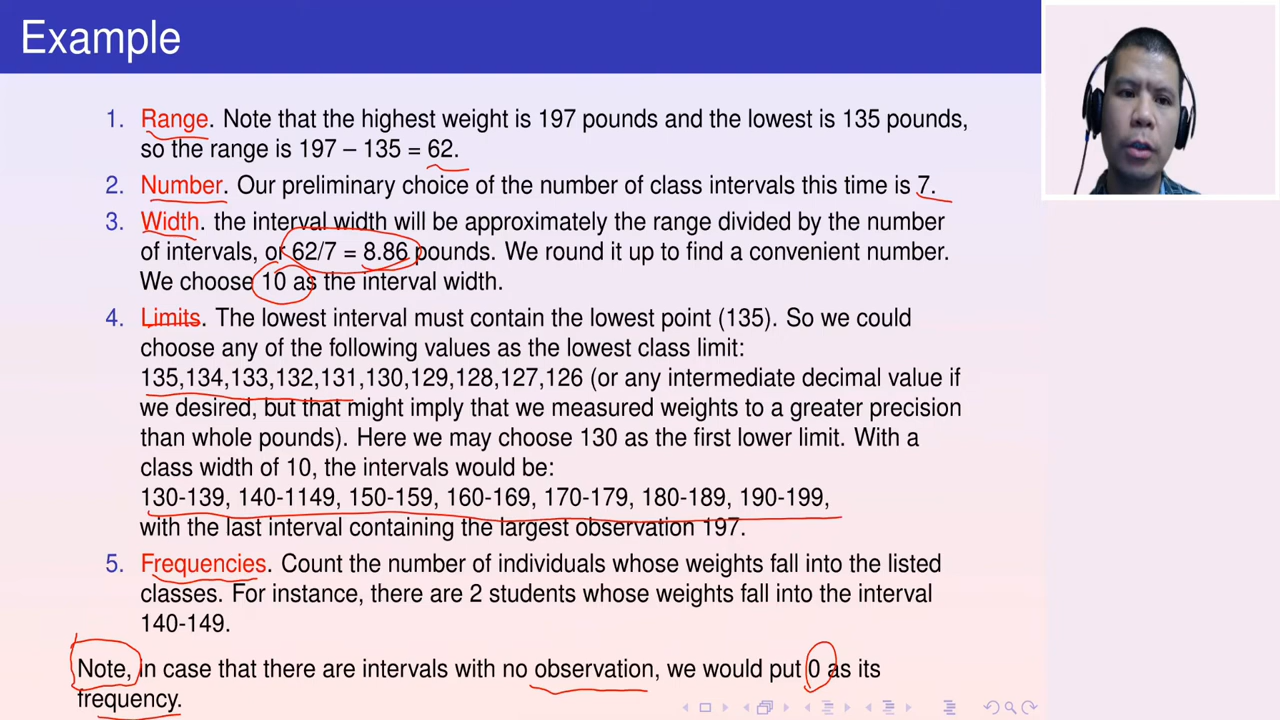 Example
1. Range. Note that the highest weight is 197 pounds and the lowest is 135 pounds,
so the range is 197 – 135 = 62.
2. Number. Our preliminary choice of the number of class intervals this time is 7.
3. Width. the interval width will be approximately the range divided by the number
of intervals, or 62/7 = 8.86 pounds. We round it up to find a convenient number.
We choose 10 as the interval width.
4. Limits. The lowest interval must contain the lowest point (135). So we could
choose any of the following values as the lowest class limit:
135,134,133,132,131,130,129,128,127,126 (or any intermediate decimal value if
we desired, but that might imply that we measured weights to a greater precision
than whole pounds). Here we may choose 130 as the first lower limit. With a
class width of 10, the intervals would be:
130-139, 140-1149, 150-159, 160-169, 170-179, 180-189, 190-199,
with the last interval containing the largest observation 197.
5. Frequencies. Count the number of individuals whose weights fall into the listed
classes. For instance, there are 2 students whose weights fall into the interval
140-149.
Note, in case that there are intervals with no observation, we would put 0 as its
frequency.